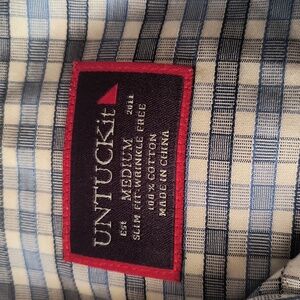 UNTUCKit
Est MEDIUM 2011
SLIM FIT-WRINKLE FREE
100% COTTON
MADE IN CHINA